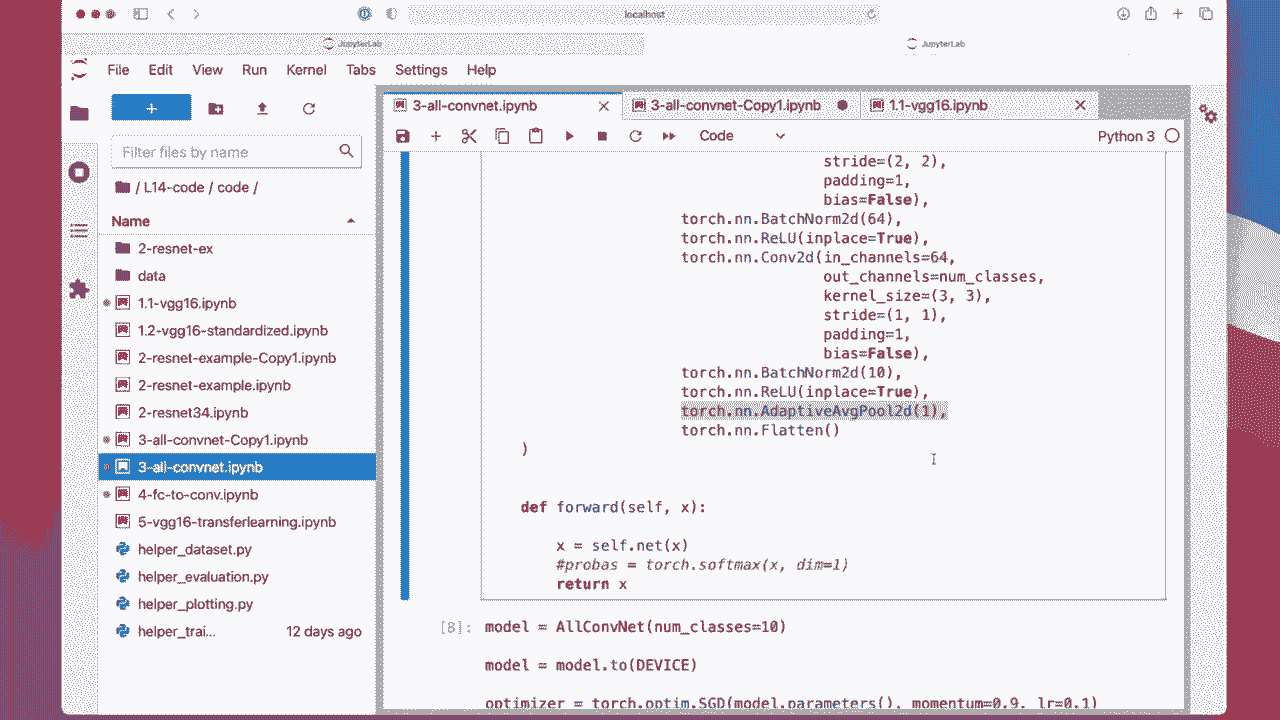 localhost
JupyterLab
JupyterLab
File Edit View Run Kernel Tabs Settings Help
3-all-convnet.ipynb
3-all-convnet-Copy1.ipynb
1.1-vgg16.ipynb
Code
Python 3
Filter files by name
/ L14-code / code /
Name
2-resnet-ex
data
1.1-vgg16.ipynb
1.2-vgg16-standardized.ipynb
2-resnet-example-Copy1.ipynb
2-resnet-example.ipynb
2-resnet34.ipynb
3-all-convnet-Copy1.ipynb
3-all-convnet.ipynb
4-fc-to-conv.ipynb
5-vgg16-transferlearning.ipynb
helper_dataset.py
helper_evaluation.py
helper_plotting.py
helper_trai... 12 days ago
stride=(2, 2),
padding=1,
bias=False),
torch.nn.BatchNorm2d(64),
torch.nn.ReLU(inplace=True),
torch.nn.Conv2d(in_channels=64,
out_channels=num_classes,
kernel_size=(3, 3),
stride=(1, 1),
padding=1,
bias=False),
torch.nn.BatchNorm2d(10),
torch.nn.ReLU(inplace=True),
torch.nn.AdaptiveAvgPool2d(1),
torch.nn.Flatten()
)
def forward(self, x):
x = self.net(x)
#probas = torch.softmax(x, dim=1)
return x
[8]: model = AllConvNet(num_classes=10)
model = model.to(DEVICE)
optimizer = torch.optim.SGD(model.parameters(), momentum=0.9, lr=0.1)